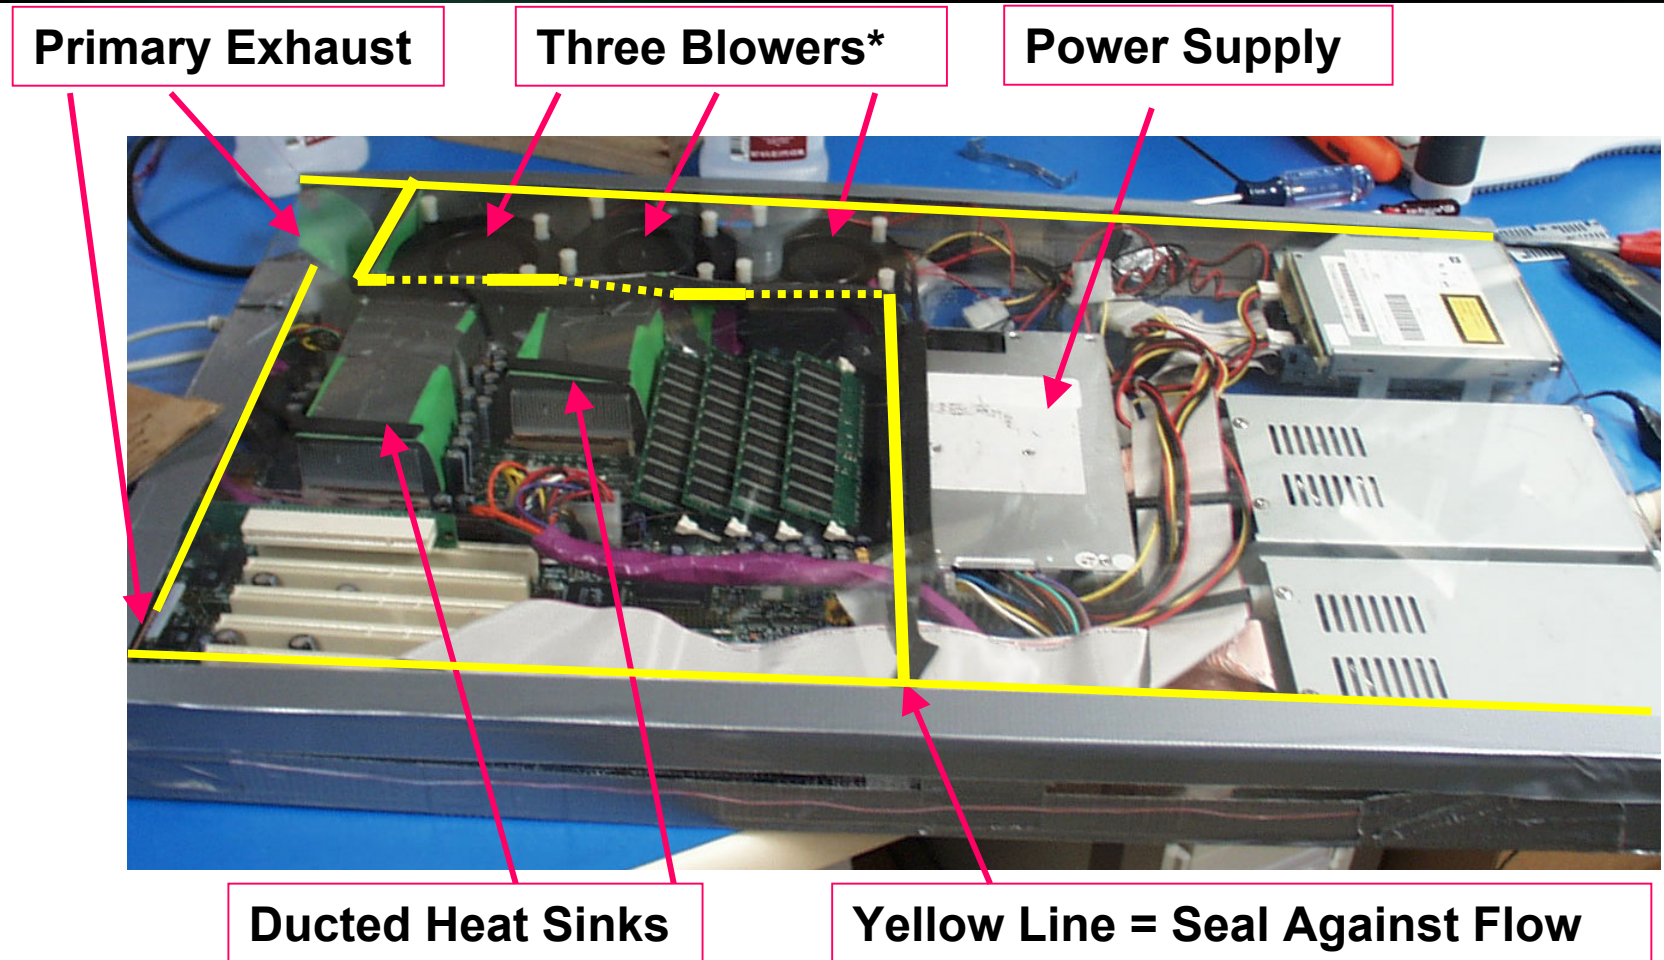 Primary Exhaust
Three Blowers*
Power Supply
Ducted Heat Sinks
Yellow Line = Seal Against Flow